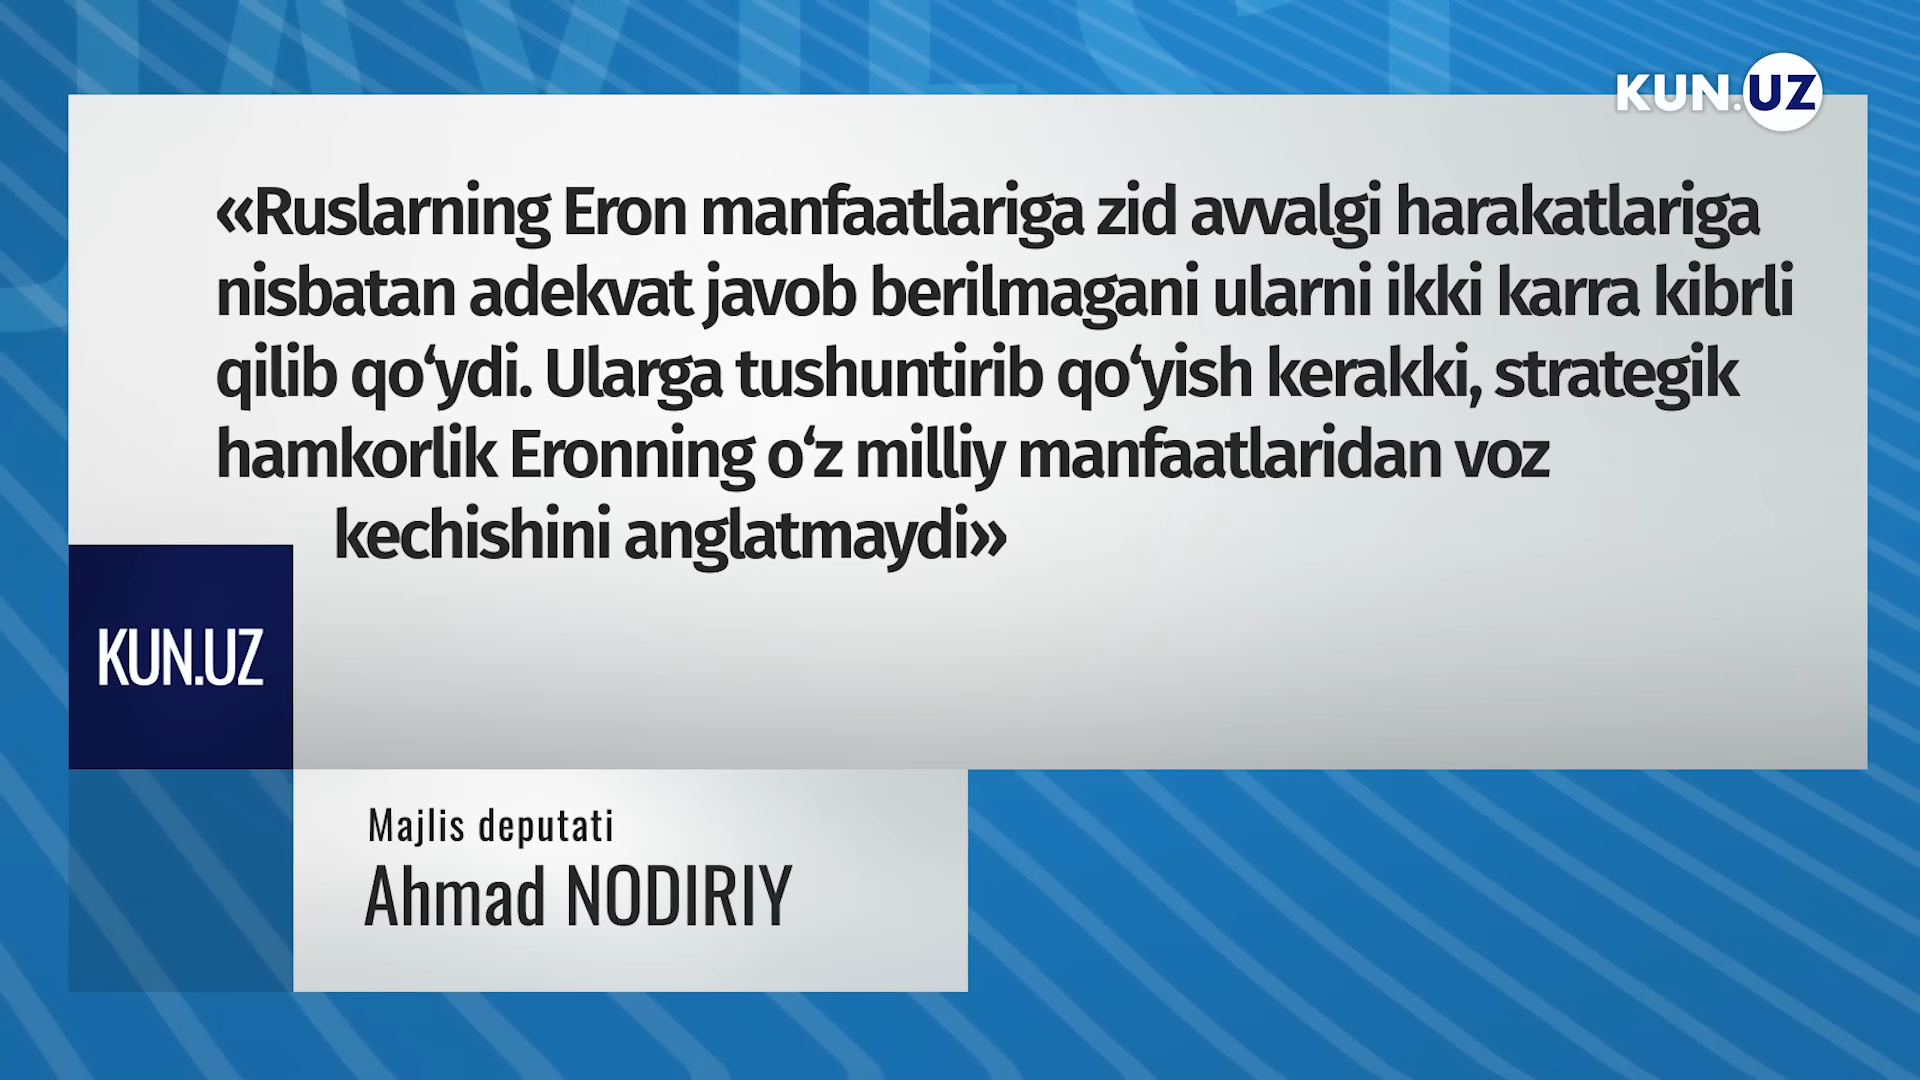 KUN.UZ
«Ruslarning Eron manfaatlariga zid avvalgi harakatlariga
nisbatan adekvat javob berilmagani ularni ikki karra kibrli
qilib qo‘ydi. Ularga tushuntirib qo‘yish kerakki, strategik
hamkorlik Eronning o‘z milliy manfaatlaridan voz
kechishini anglatmaydi»
KUN.UZ
Majlis deputati
Ahmad NODIRIY